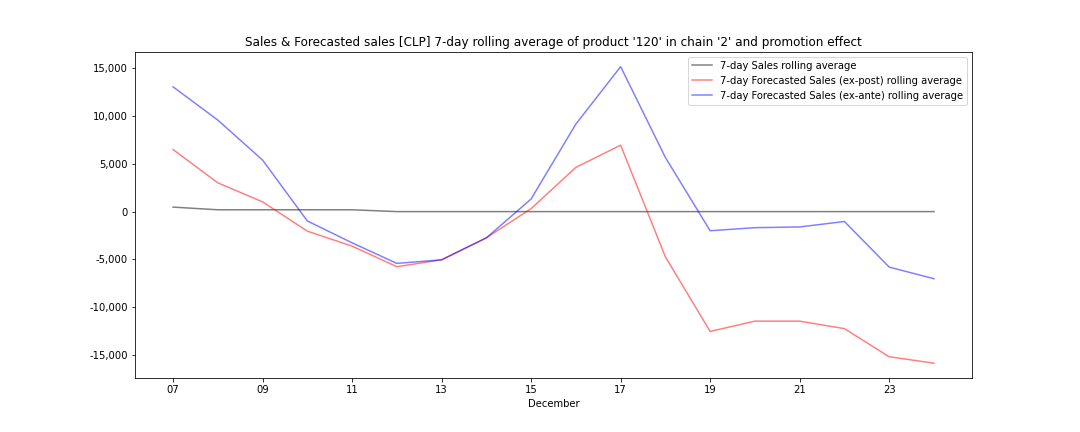 Sales & Forecasted sales [CLP] 7-day rolling average of product '120' in chain '2' and promotion effect
7-day Sales rolling average
7-day Forecasted Sales (ex-post) rolling average
7-day Forecasted Sales (ex-ante) rolling average
15,000
10,000
5,000
0
-5,000
-10,000
-15,000
07 09 11 13 15 17 19 21 23
December